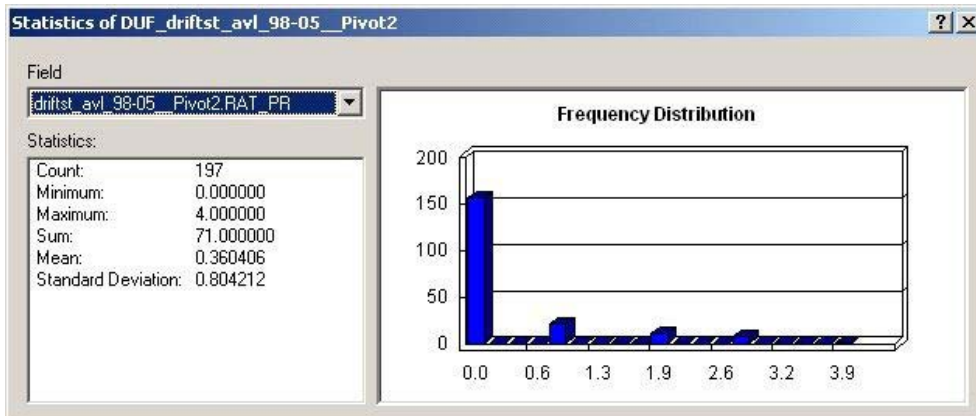 Statistics of DUF_driftst_avl_98-05__Pivot2
Field
driftst_avl_98-05__Pivot2.RAT_PR
Statistics:
Count: 197
Minimum: 0.000000
Maximum: 4.000000
Sum: 71.000000
Mean: 0.360406
Standard Deviation: 0.804212
Frequency Distribution
200
150
100
50
0
0.0 0.6 1.3 1.9 2.6 3.2 3.9